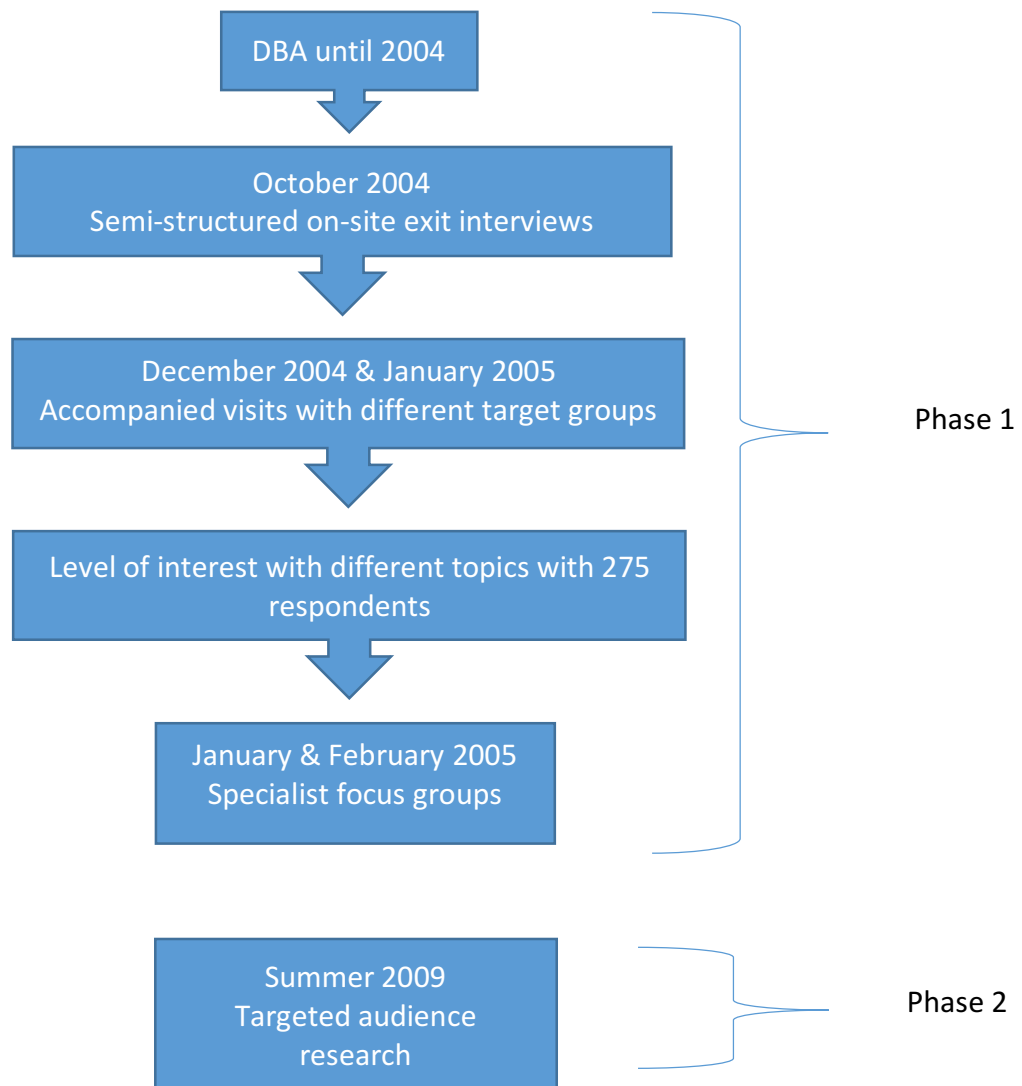 DBA until 2004
October 2004
Semi-structured on-site exit interviews
December 2004 & January 2005
Accompanied visits with different target groups
Phase 1
Level of interest with different topics with 275
respondents
January & February 2005
Specialist focus groups
Summer 2009
Targeted audience
research
Phase 2